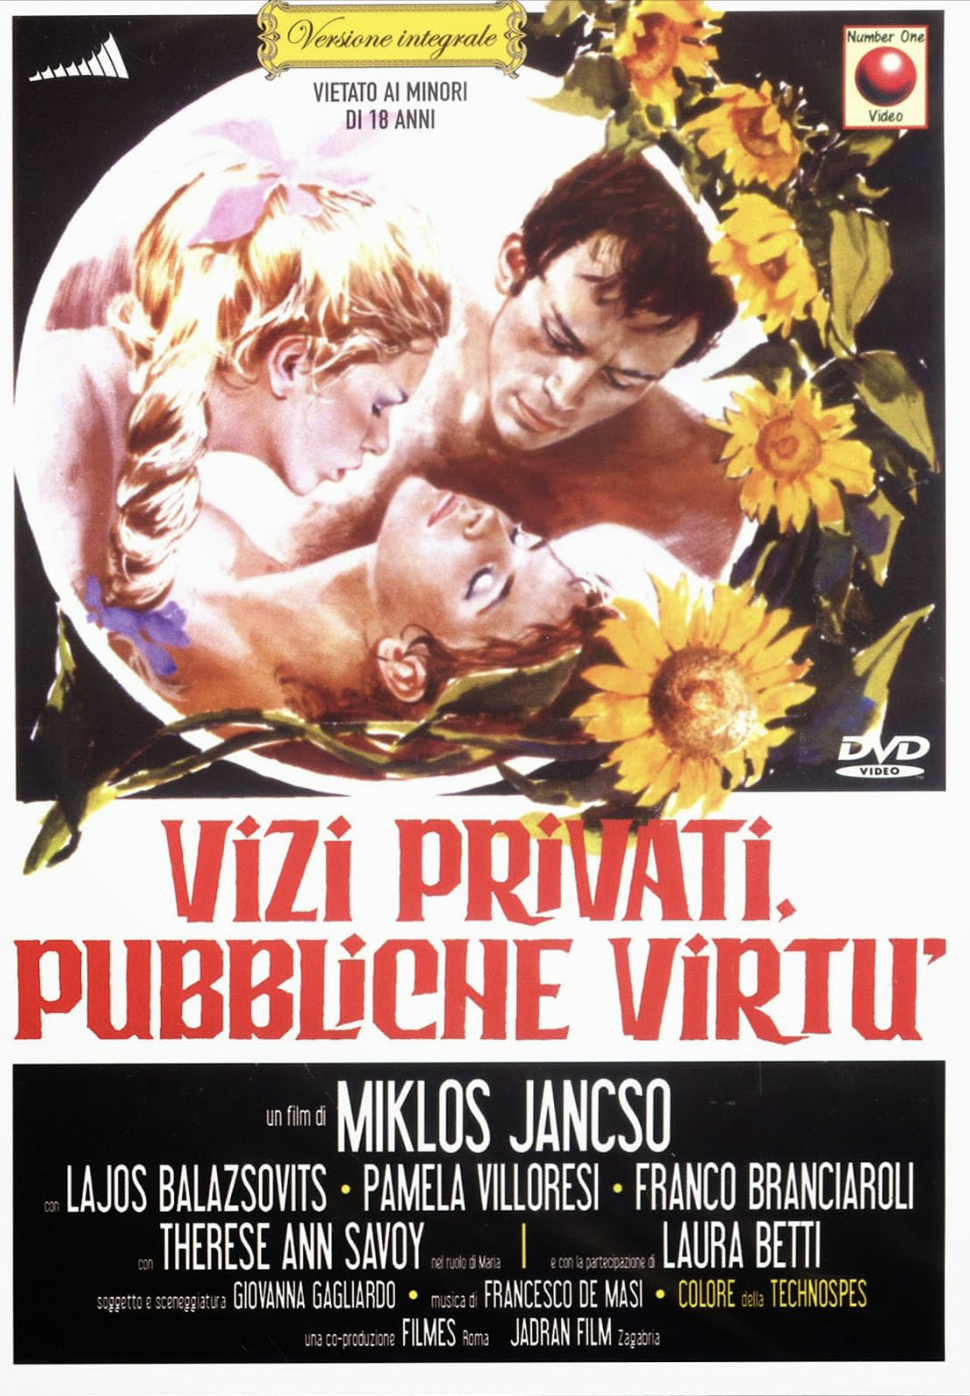 Versione integrale
VIETATO AI MINORI
DI 18 ANNI
Number One
Video
DVD
VIDEO
ViZi PRiVATi,
PUBBLiCHE ViRTU'
un film di MIKLOS JANCSO
con LAJOS BALAZSOVITS • PAMELA VILLORESI • FRANCO BRANCIAROLI
con THERESE ANN SAVOY nel ruolo di Maria | e con la partecipazione di LAURA BETTI
soggetto e sceneggiatura GIOVANNA GAGLIARDO • musica di FRANCESCO DE MASI • COLORE della TECHNOSPES
una co-produzione FILMES Roma JADRAN FILM Zagabria